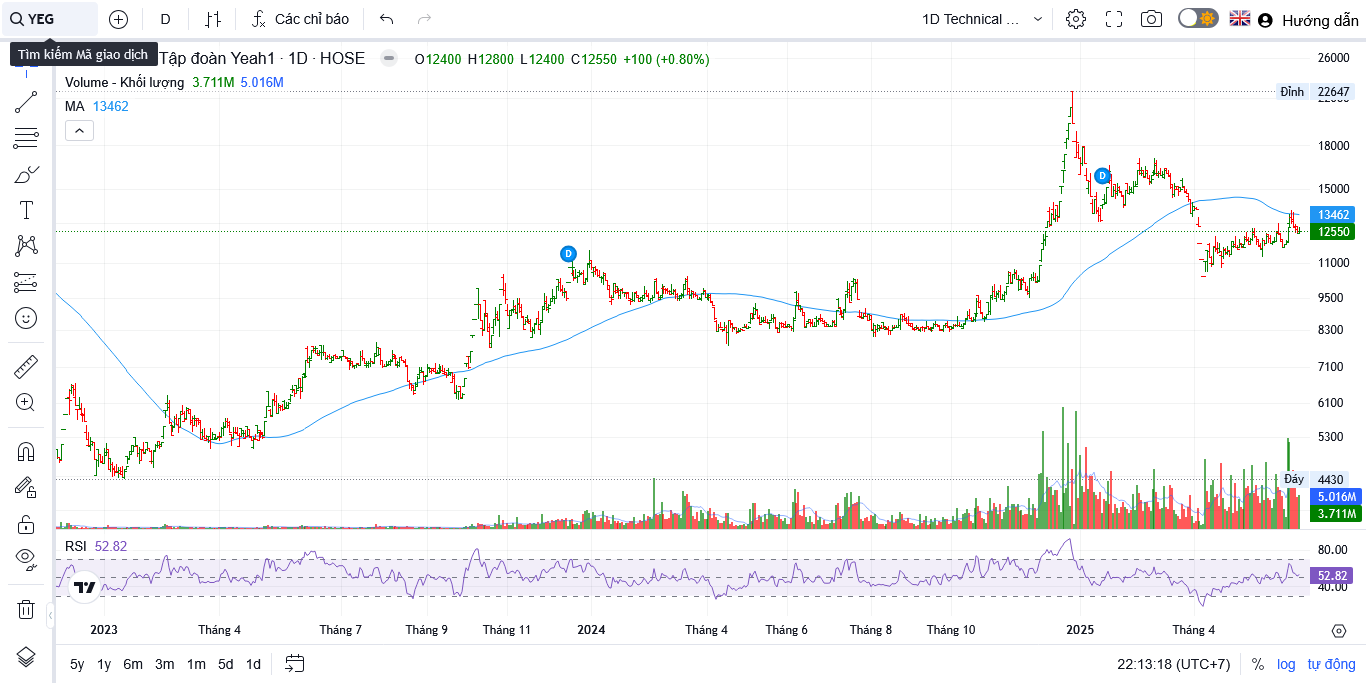 YEG
D
Các chỉ báo
1D Technical ...
Hướng dẫn
Tìm kiếm Mã giao dịch
Tập đoàn Yeah1 · 1D · HOSE
O12400 H12800 L12400 C12550 +100 (+0.80%)
Volume - Khối lượng 3.711M 5.016M
MA 13462
26000
Đỉnh 22647
18000
15000
13462
12550
11000
9500
8300
7100
6100
5300
Đáy 4430
5.016M
3.711M
D
D
RSI 52.82
80.00
52.82
40.00
2023 Tháng 4 Tháng 7 Tháng 9 Tháng 11 2024 Tháng 4 Tháng 6 Tháng 8 Tháng 10 2025 Tháng 4
5y 1y 6m 3m 1m 5d 1d
22:13:18 (UTC+7) % log tự động